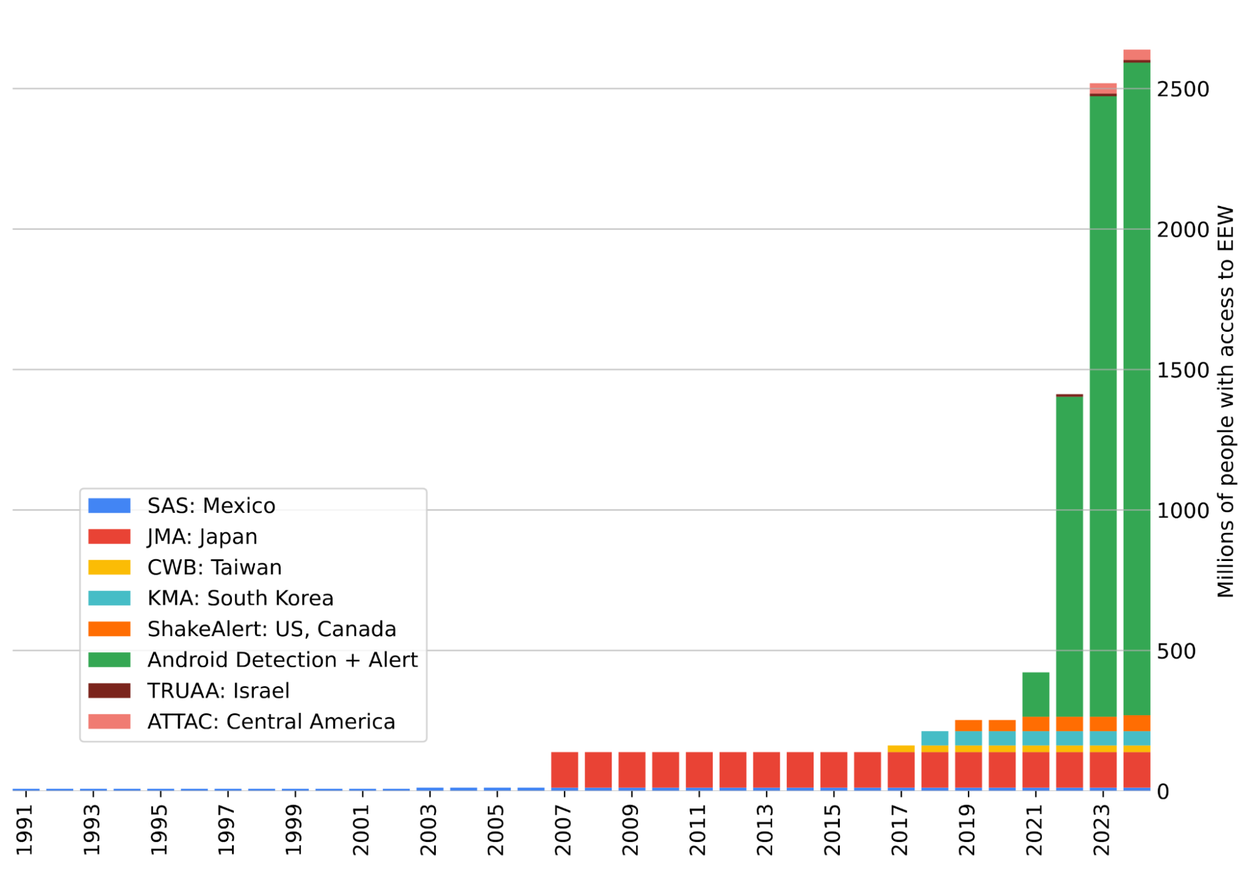 2500
2000
1500
1000
500
0
Millions of people with access to EEW
SAS: Mexico
JMA: Japan
CWB: Taiwan
KMA: South Korea
ShakeAlert: US, Canada
Android Detection + Alert
TRUAA: Israel
ATTAC: Central America
1991
1993
1995
1997
1999
2001
2003
2005
2007
2009
2011
2013
2015
2017
2019
2021
2023